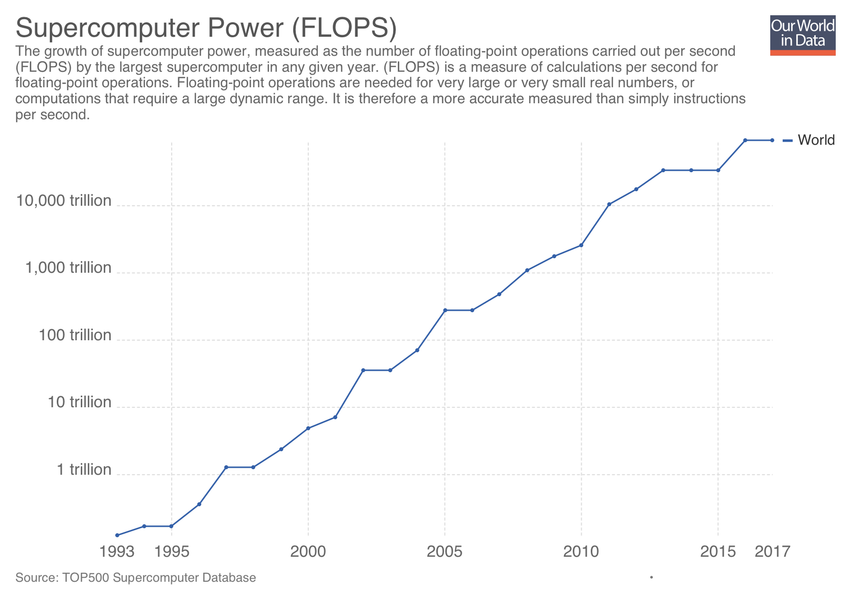 Supercomputer Power (FLOPS)
Our World
in Data
The growth of supercomputer power, measured as the number of floating-point operations carried out per second
(FLOPS) by the largest supercomputer in any given year. (FLOPS) is a measure of calculations per second for
floating-point operations. Floating-point operations are needed for very large or very small real numbers, or
computations that require a large dynamic range. It is therefore a more accurate measured than simply instructions
per second.
World
10,000 trillion
1,000 trillion
100 trillion
10 trillion
1 trillion
1993 1995 2000 2005 2010 2015 2017
Source: TOP500 Supercomputer Database